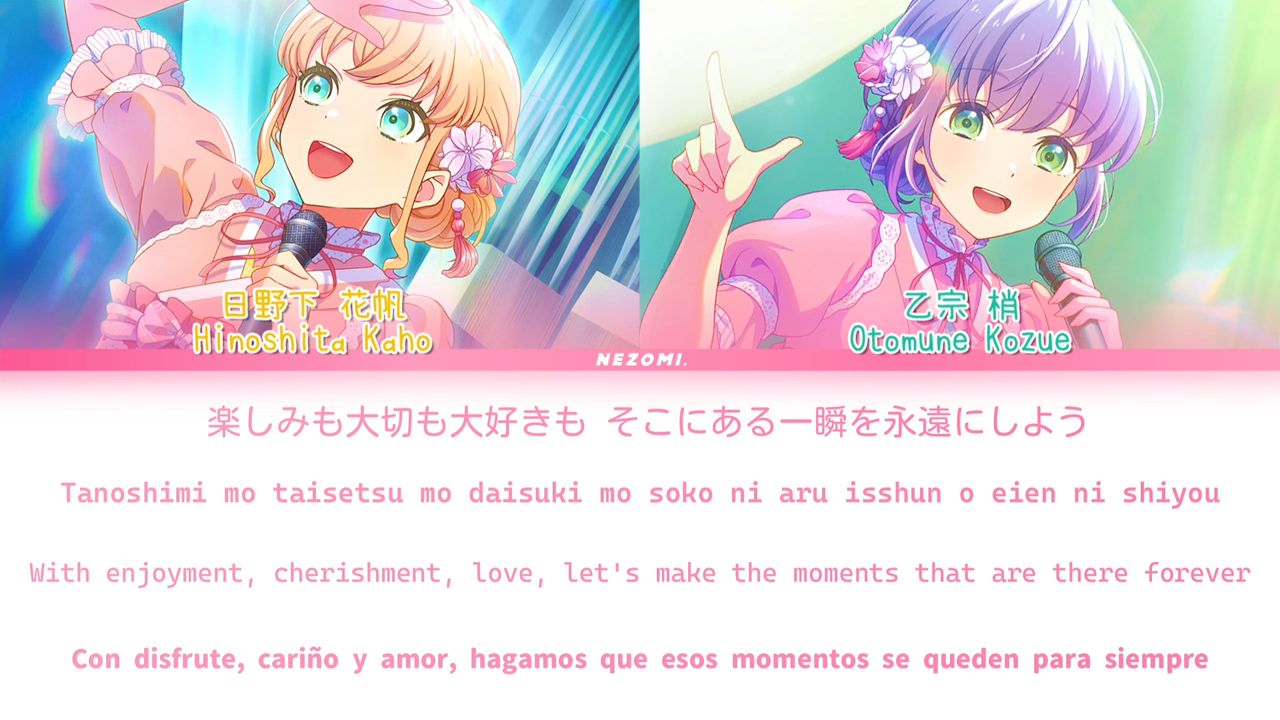 日野下 花帆
Hinoshita Kaho
乙宗 梢
Otomune Kozue
NEZOMI.
楽しみも大切も大好きも そこにある一瞬を永遠にしよう
Tanoshimi mo taisetsu mo daisuki mo soko ni aru isshun o eien ni shiyou
With enjoyment, cherishment, love, let's make the moments that are there forever
Con disfrute, cariño y amor, hagamos que esos momentos se queden para siempre